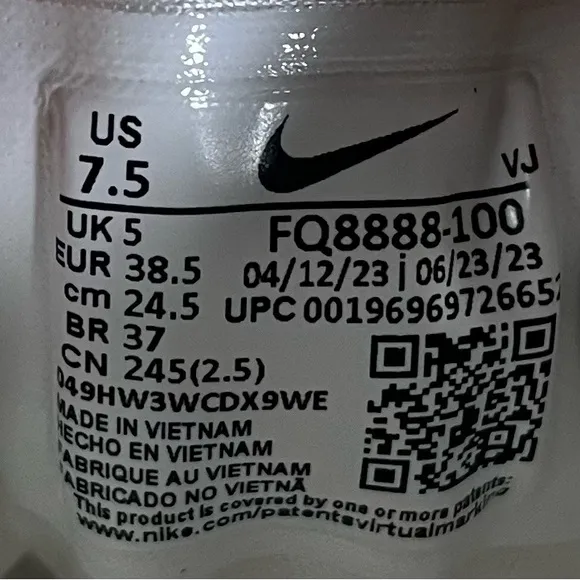 US
7.5
VJ
UK 5
EUR 38.5
cm 24.5
BR 37
CN 245(2.5)
FQ8888-100
04/12/23 | 06/23/23
UPC 00196969726652
049HW3WCDX9WE
MADE IN VIETNAM
HECHO EN VIETNAM
FABRIQUE AU VIETNAM
FABRICADO NO VIETNÃ
This product is covered by one or more patents:
www.nike.com/patentsvirtualmarking